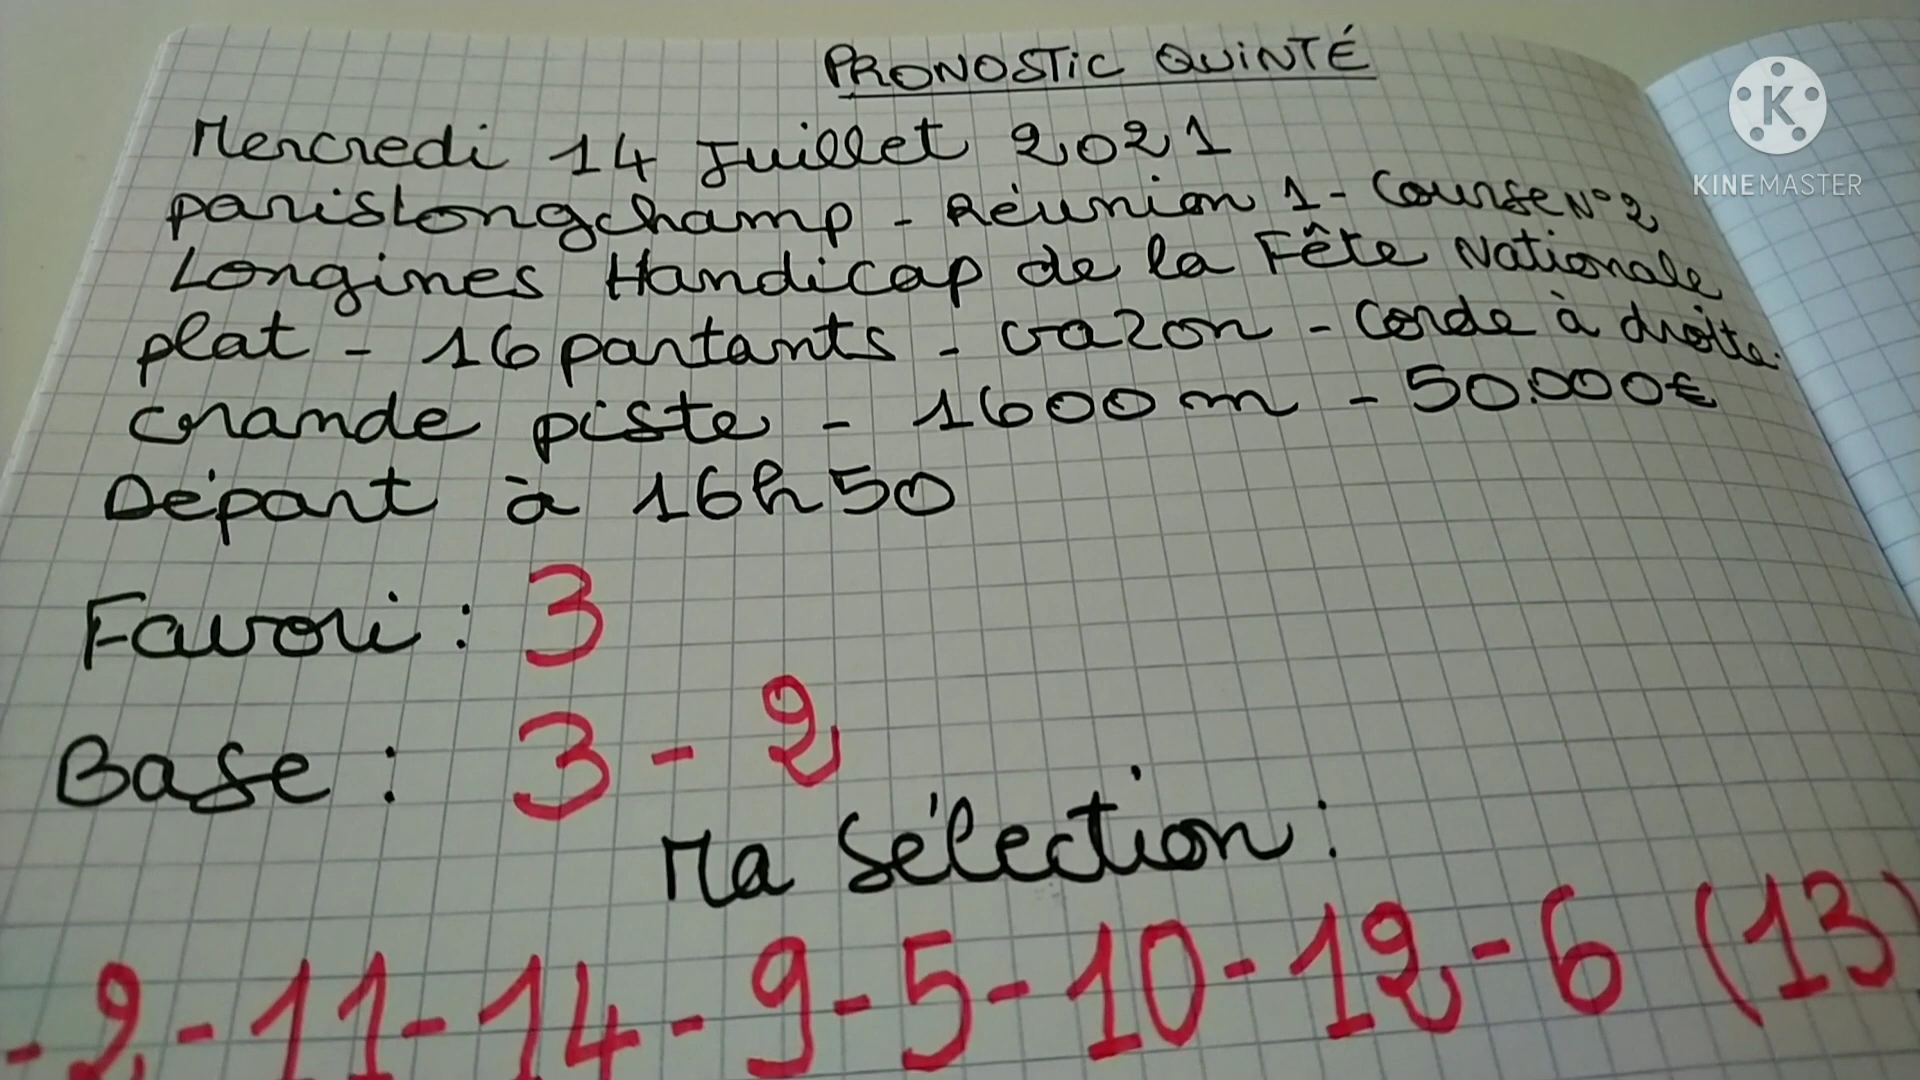 PRONOSTIC QUINTÉ
Mercredi 14 Juillet 2021
parisLongchamp - Réunion 1 - Course N° 2
Longines Handicap de la Fête Nationale
plat - 16 partants - Gazon - Corde à droite.
Grande piste - 1600 m - 50.000€
Départ à 16h50
Favori : 3
Base : 3 - 2
Ma Sélection :
- 2 - 11 - 14 - 9 - 5 - 10 - 12 - 6 (13)
K
KINEMASTER